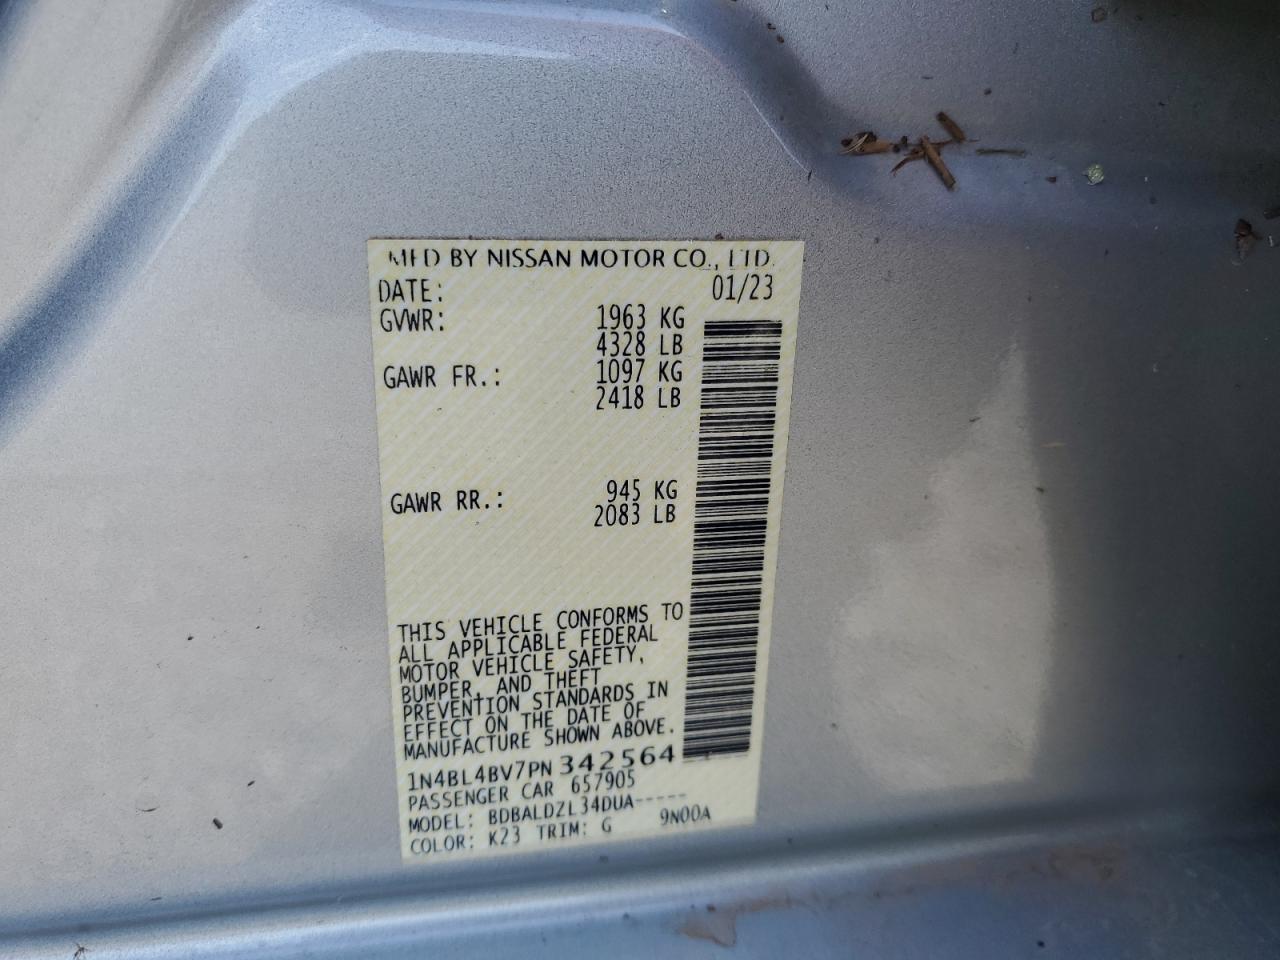 MFD BY NISSAN MOTOR CO., LTD.
DATE: 01/23
GVWR: 1963 KG
4328 LB
GAWR FR.: 1097 KG
2418 LB
GAWR RR.: 945 KG
2083 LB
THIS VEHICLE CONFORMS TO
ALL APPLICABLE FEDERAL
MOTOR VEHICLE SAFETY,
BUMPER, AND THEFT
PREVENTION STANDARDS IN
EFFECT ON THE DATE OF
MANUFACTURE SHOWN ABOVE.
1N4BL4BV7PN342564
PASSENGER CAR 657905
MODEL: BDBALDZL34DUA-----
COLOR: K23 TRIM: G 9N00A